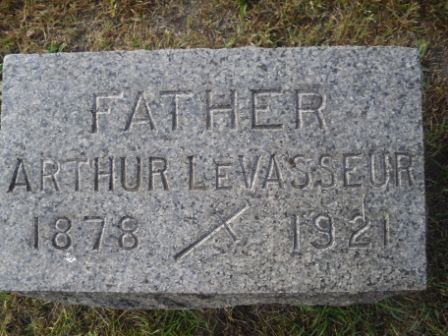 FATHER
ARTHUR LEVASSEUR
1878 1921